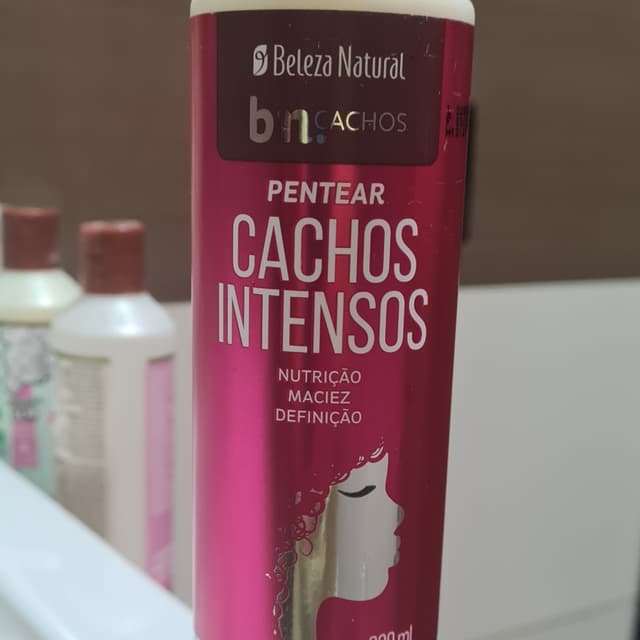 Beleza Natural
bn. CACHOS
PENTEAR
CACHOS
INTENSOS
NUTRIÇÃO
MACIEZ
DEFINIÇÃO